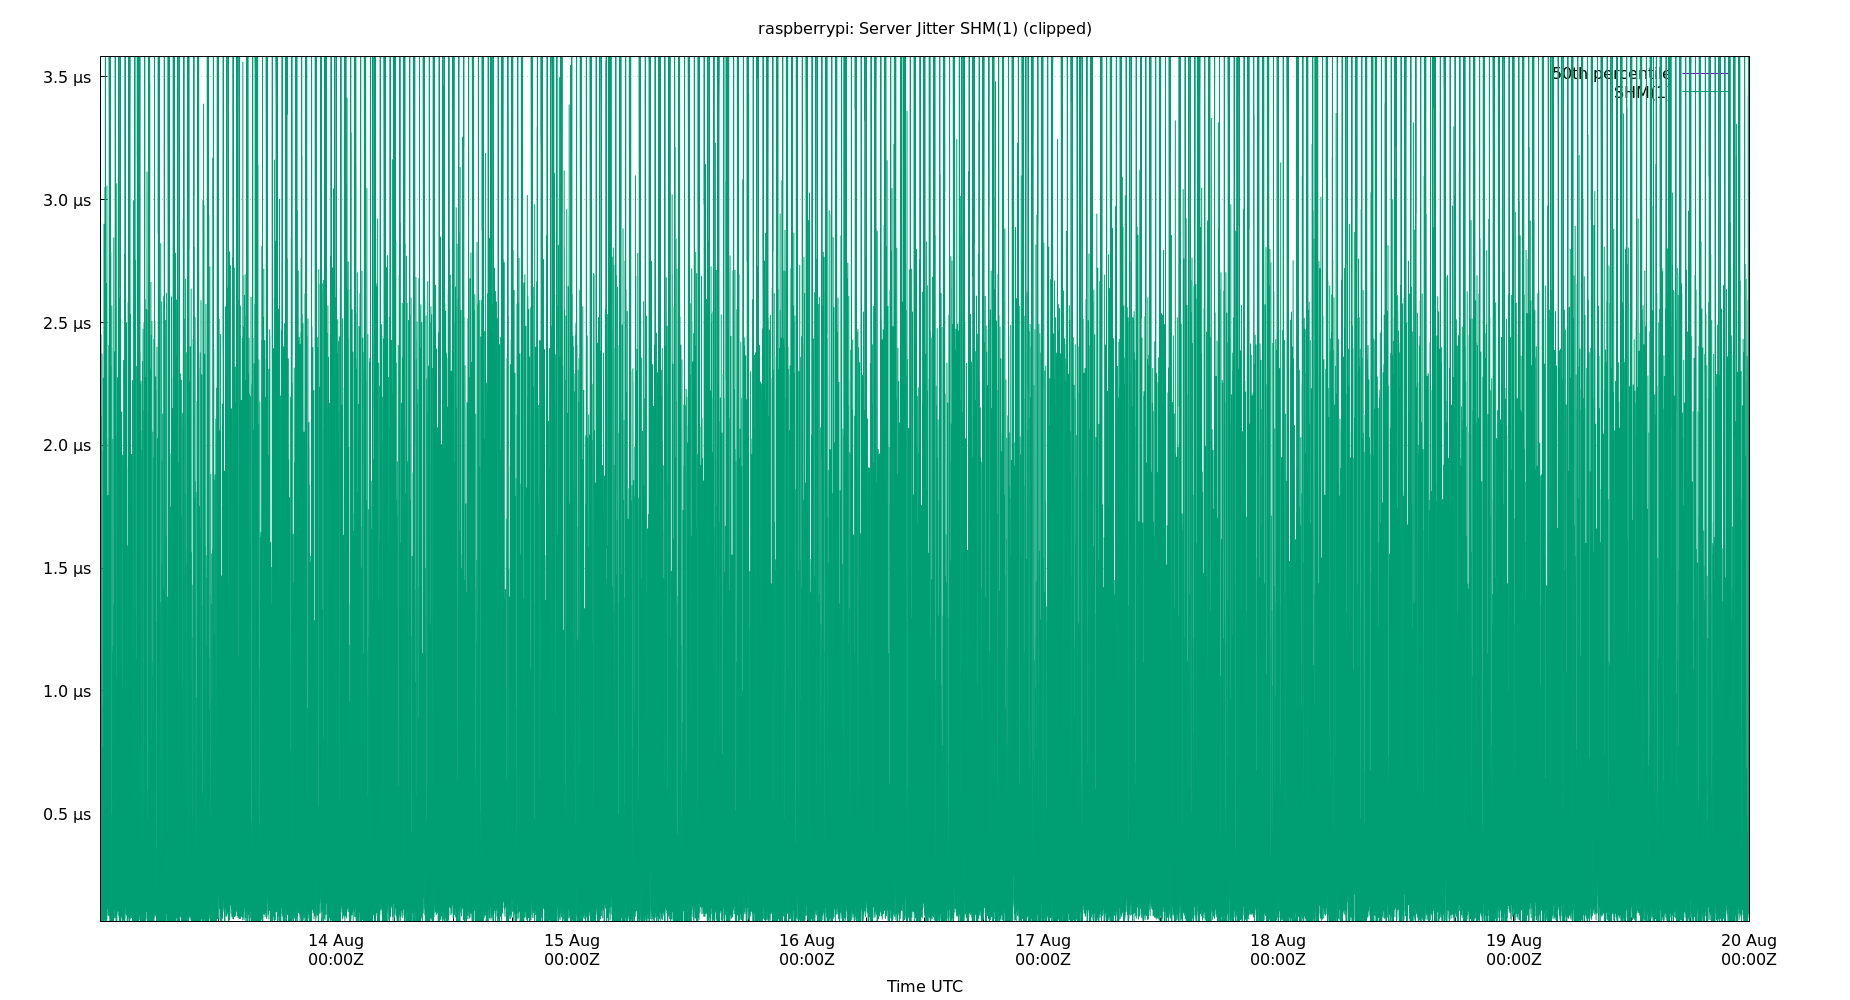 raspberrypi: Server Jitter SHM(1) (clipped)
3.5 μs
3.0 μs
2.5 μs
2.0 μs
1.5 μs
1.0 μs
0.5 μs
50th percentile
SHM(1)
14 Aug
00:00Z
15 Aug
00:00Z
16 Aug
00:00Z
17 Aug
00:00Z
18 Aug
00:00Z
19 Aug
00:00Z
20 Aug
00:00Z
Time UTC